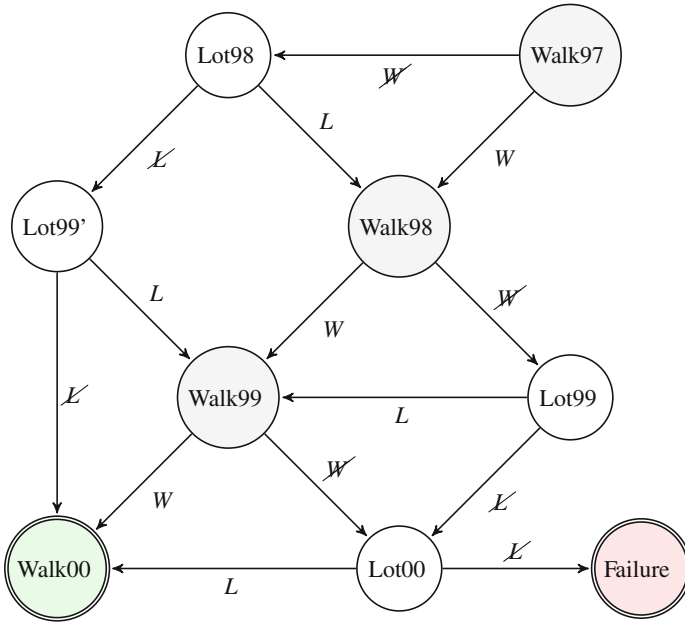 Lot98
Walk97
W̸
L
L̸
W
Lot99’
Walk98
L
W̸
W
L̸
Walk99
Lot99
L
W̸
W
L̸
Walk00
Lot00
Failure
L̸
L